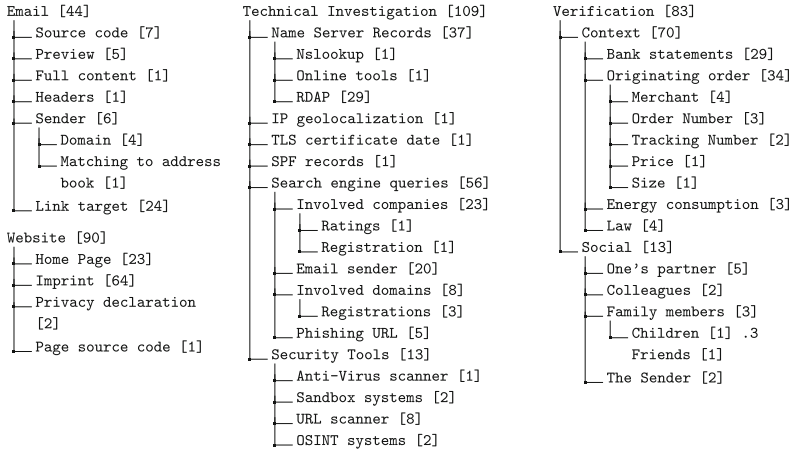 Email [44]
Source code [7]
Preview [5]
Full content [1]
Headers [1]
Sender [6]
Domain [4]
Matching to address
book [1]
Link target [24]
Website [90]
Home Page [23]
Imprint [64]
Privacy declaration
[2]
Page source code [1]
Technical Investigation [109]
Name Server Records [37]
Nslookup [1]
Online tools [1]
RDAP [29]
IP geolocalization [1]
TLS certificate date [1]
SPF records [1]
Search engine queries [56]
Involved companies [23]
Ratings [1]
Registration [1]
Email sender [20]
Involved domains [8]
Registrations [3]
Phishing URL [5]
Security Tools [13]
Anti-Virus scanner [1]
Sandbox systems [2]
URL scanner [8]
OSINT systems [2]
Verification [83]
Context [70]
Bank statements [29]
Originating order [34]
Merchant [4]
Order Number [3]
Tracking Number [2]
Price [1]
Size [1]
Energy consumption [3]
Law [4]
Social [13]
One's partner [5]
Colleagues [2]
Family members [3]
Children [1] .3
Friends [1]
The Sender [2]